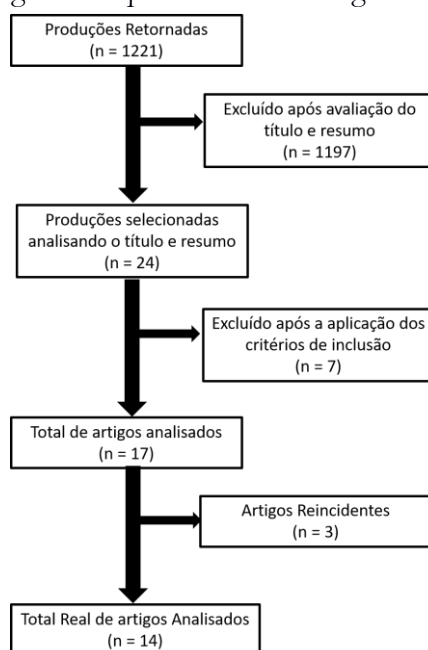 Produções Retornadas
(n = 1221)
Excluído após avaliação do
título e resumo
(n = 1197)
Produções selecionadas
analisando o título e resumo
(n = 24)
Excluído após a aplicação dos
critérios de inclusão
(n = 7)
Total de artigos analisados
(n = 17)
Artigos Reincidentes
(n = 3)
Total Real de artigos Analisados
(n = 14)